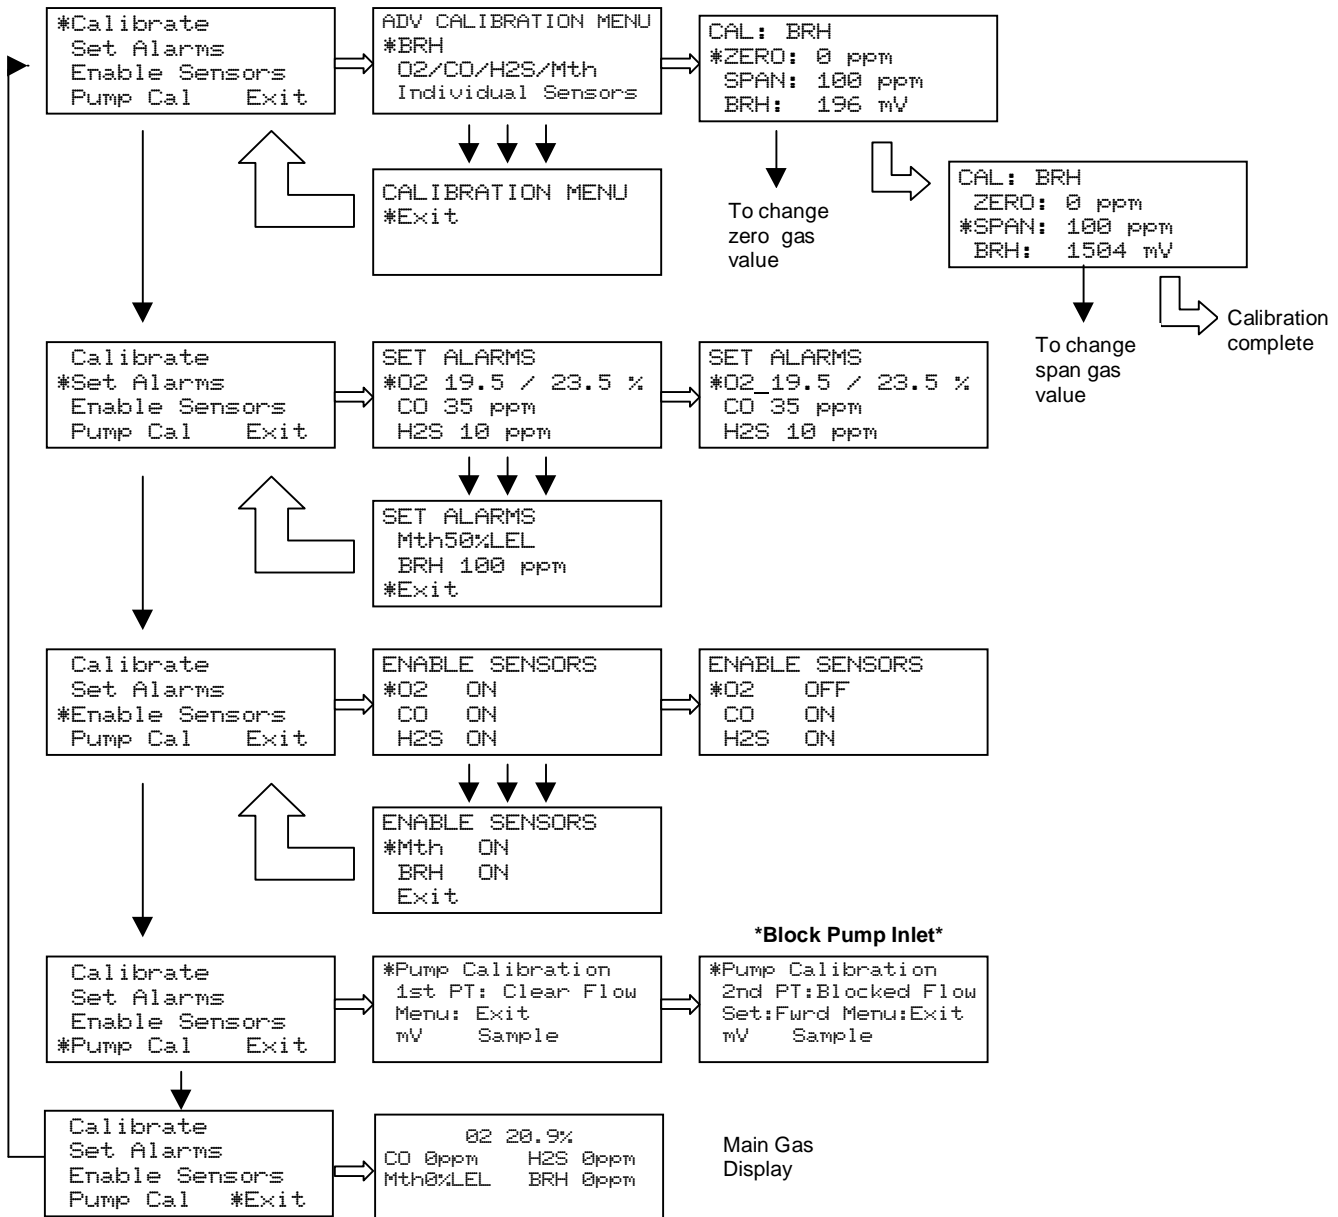 *Calibrate
Set Alarms
Enable Sensors
Pump Cal Exit
ADV CALIBRATION MENU
*BRH
O2/CO/H2S/Mth
Individual Sensors
CAL: BRH
*ZERO: 0 ppm
SPAN: 100 ppm
BRH: 196 mV
CALIBRATION MENU
*Exit
To change
zero gas
value
CAL: BRH
ZERO: 0 ppm
*SPAN: 100 ppm
BRH: 1504 mV
To change
span gas
value
Calibration
complete
Calibrate
*Set Alarms
Enable Sensors
Pump Cal Exit
SET ALARMS
*O2 19.5 / 23.5 %
CO 35 ppm
H2S 10 ppm
SET ALARMS
*O2_19.5 / 23.5 %
CO 35 ppm
H2S 10 ppm
SET ALARMS
Mth50%LEL
BRH 100 ppm
*Exit
Calibrate
Set Alarms
*Enable Sensors
Pump Cal Exit
ENABLE SENSORS
*O2 ON
CO ON
H2S ON
ENABLE SENSORS
*O2 OFF
CO ON
H2S ON
ENABLE SENSORS
*Mth ON
BRH ON
Exit
Calibrate
Set Alarms
Enable Sensors
*Pump Cal Exit
*Pump Calibration
1st PT: Clear Flow
Menu: Exit
mV Sample
*Block Pump Inlet*
*Pump Calibration
2nd PT:Blocked Flow
Set:Fwrd Menu:Exit
mV Sample
Calibrate
Set Alarms
Enable Sensors
Pump Cal *Exit
02 20.9%
CO 0ppm H2S 0ppm
Mth0%LEL BRH 0ppm
Main Gas
Display